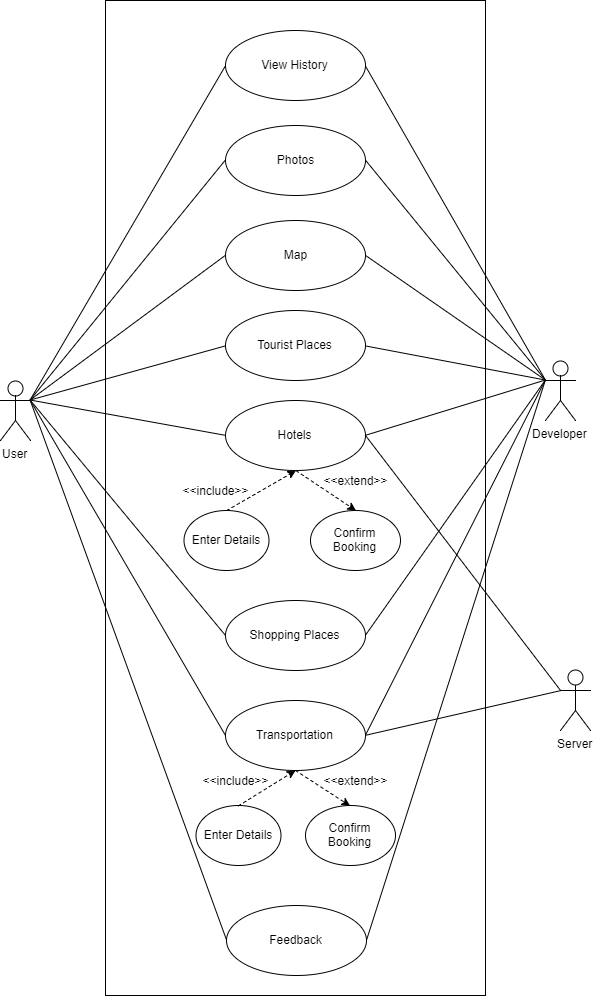 View History
Photos
Map
Tourist Places
User
Developer
Hotels
<<include>>
<<extend>>
Enter Details
Confirm
Booking
Shopping Places
Transportation
Server
<<include>>
<<extend>>
Enter Details
Confirm
Booking
Feedback